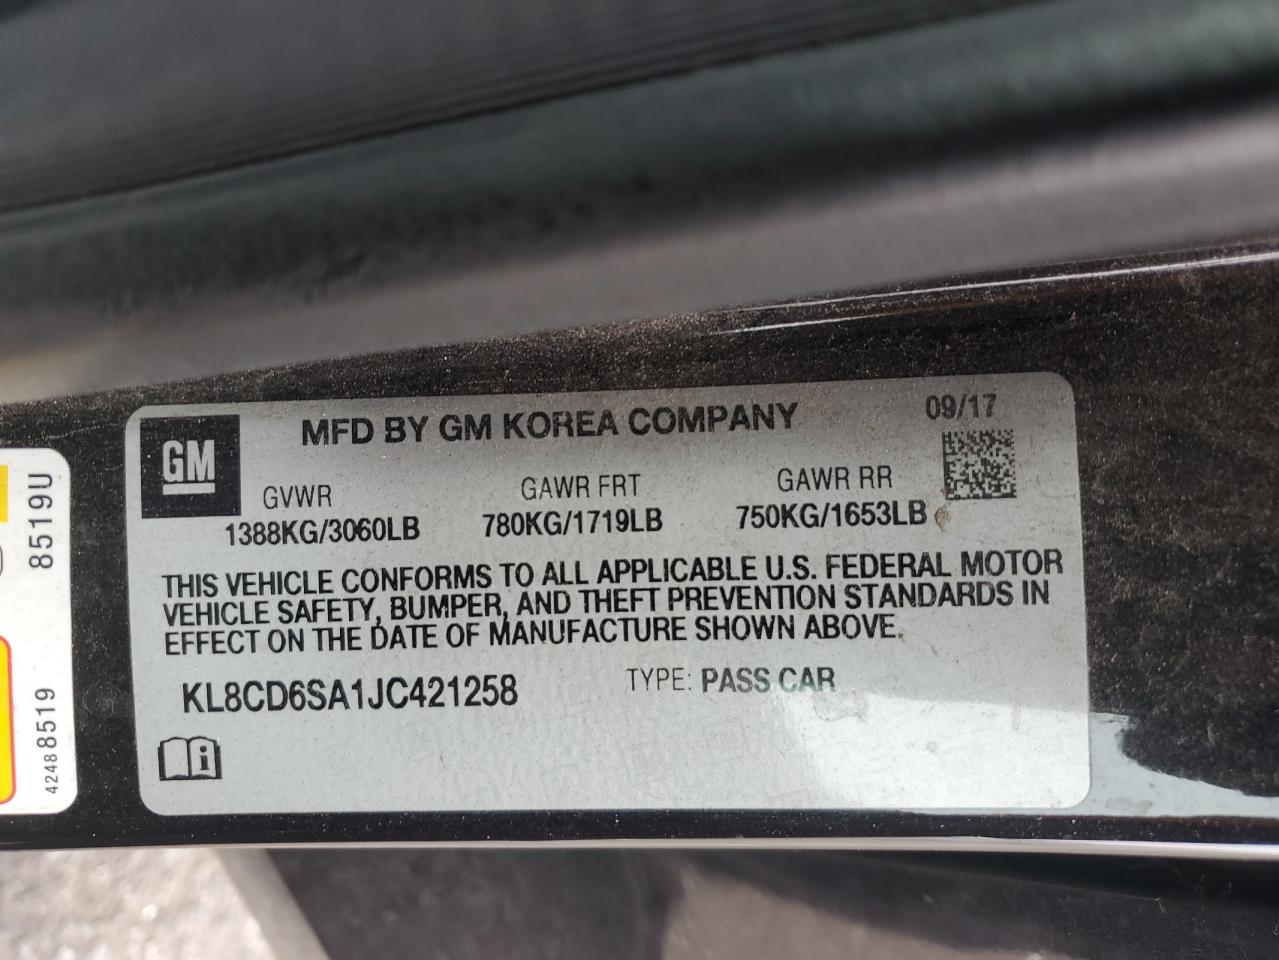 GM
MFD BY GM KOREA COMPANY
09/17
GVWR
GAWR FRT
GAWR RR
1388KG/3060LB
780KG/1719LB
750KG/1653LB
THIS VEHICLE CONFORMS TO ALL APPLICABLE U.S. FEDERAL MOTOR
VEHICLE SAFETY, BUMPER, AND THEFT PREVENTION STANDARDS IN
EFFECT ON THE DATE OF MANUFACTURE SHOWN ABOVE.
KL8CD6SA1JC421258
TYPE: PASS CAR
i
8519U
42488519